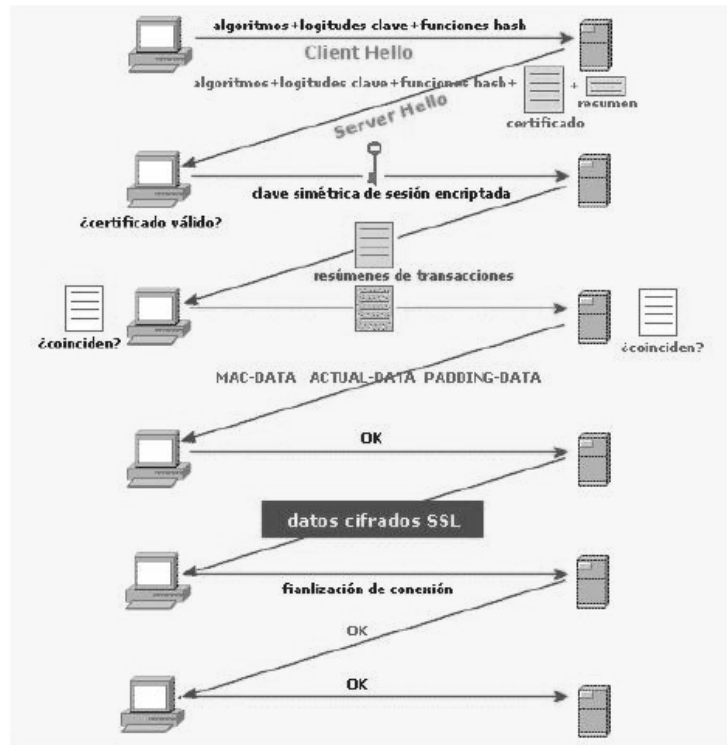 algoritmos+logitudes clave+funciones hash
Client Hello
algoritmos+logitudes clave+funciones hash+ +
resumen
certificado
Server Hello
clave simétrica de sesión encriptada
¿certificado válido?
resúmenes de transacciones
¿coinciden?
¿coinciden?
MAC-DATA ACTUAL-DATA PADDING-DATA
OK
datos cifrados SSL
fianlización de conexión
OK
OK